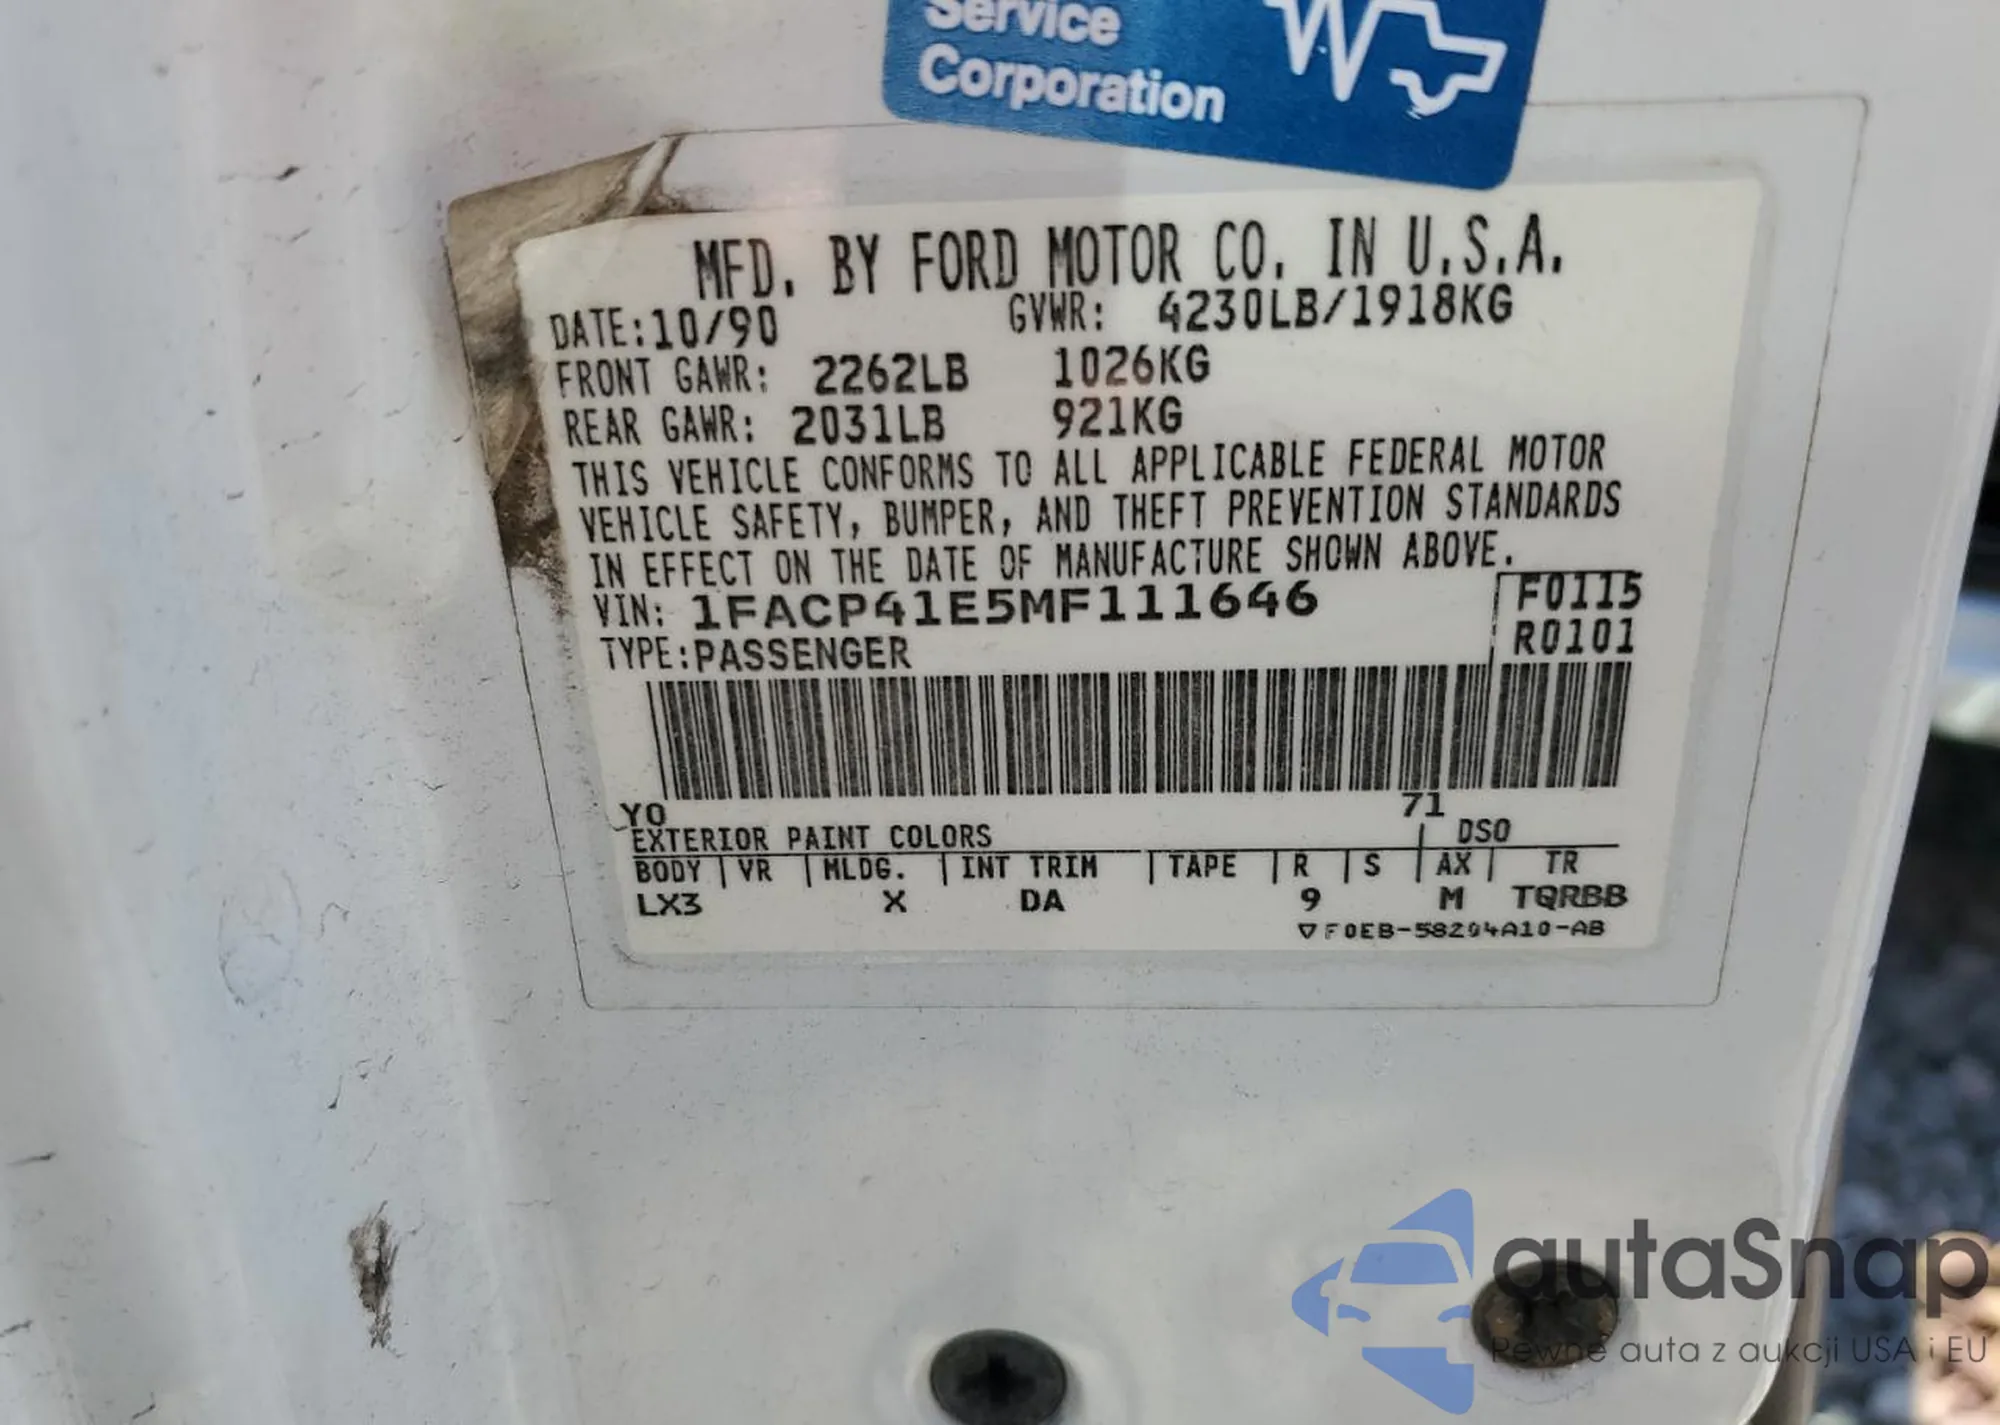 Service
Corporation
MFD. BY FORD MOTOR CO. IN U.S.A.
DATE:10/90 GVWR: 4230LB/1918KG
FRONT GAWR: 2262LB 1026KG
REAR GAWR: 2031LB 921KG
THIS VEHICLE CONFORMS TO ALL APPLICABLE FEDERAL MOTOR
VEHICLE SAFETY, BUMPER, AND THEFT PREVENTION STANDARDS
IN EFFECT ON THE DATE OF MANUFACTURE SHOWN ABOVE.
VIN: 1FACP41E5MF111646 F0115
TYPE:PASSENGER R0101
YO 71
EXTERIOR PAINT COLORS DSO
BODY VR MLDG. INT TRIM TAPE R S AX TR
LX3 X DA 9 M TQRBB
F0EB-58204A10-AB
autaSnap
Pewne auta z aukcji USA i EU